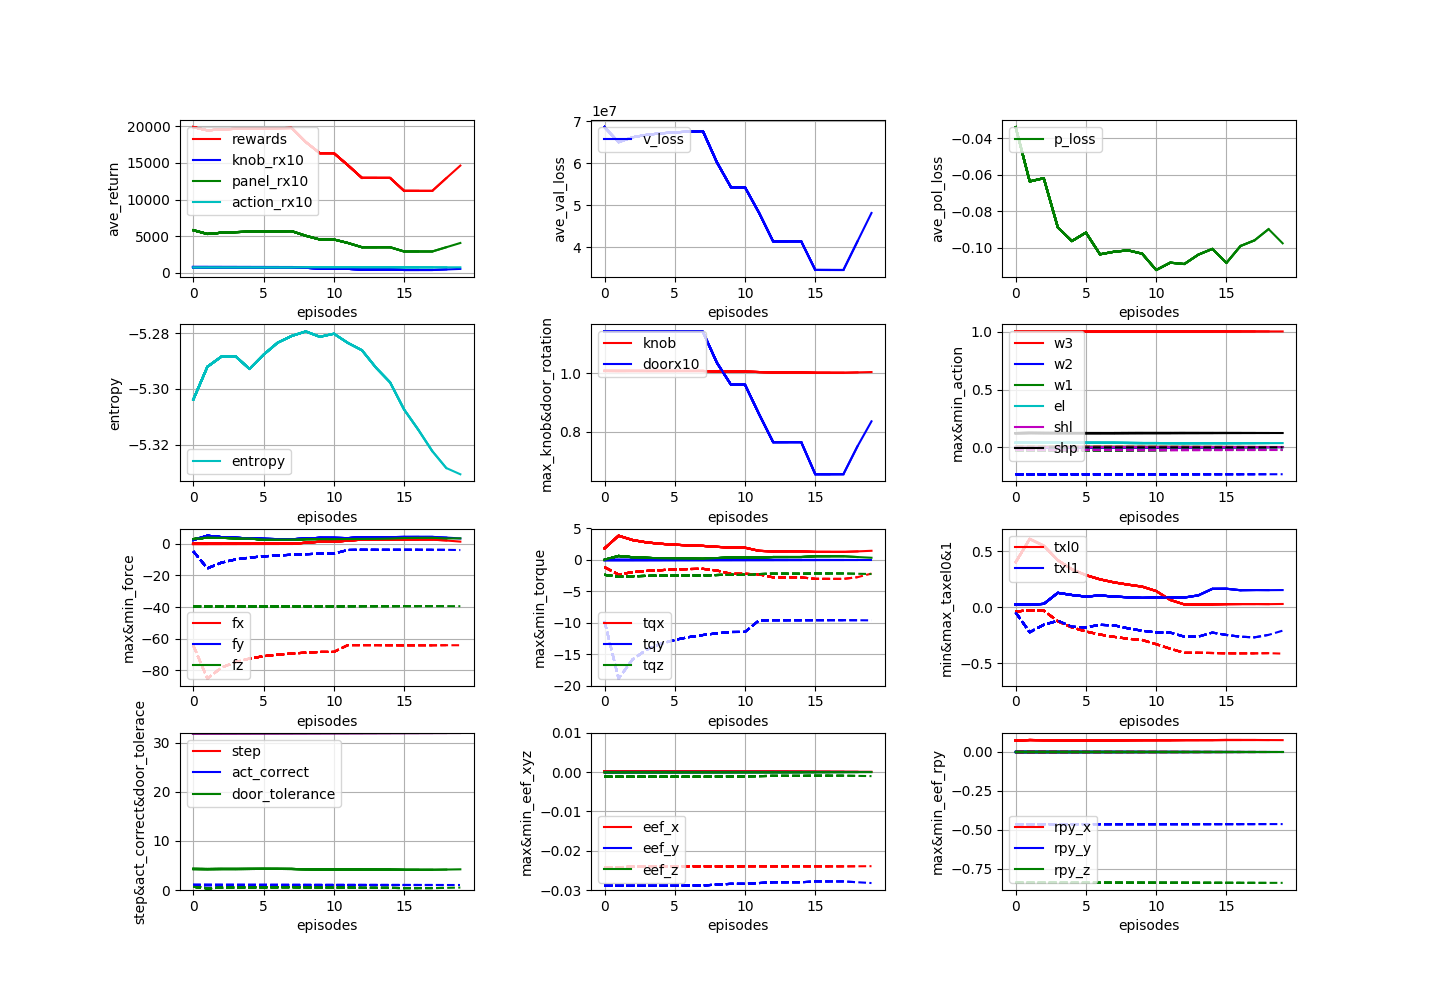 ave_return
20000
15000
10000
5000
0
rewards
knob_rx10
panel_rx10
action_rx10
0 5 10 15
episodes
1e7
ave_val_loss
7
6
5
4
v_loss
0 5 10 15
episodes
ave_pol_loss
−0.04
−0.06
−0.08
−0.10
p_loss
0 5 10 15
episodes
entropy
−5.28
−5.30
−5.32
entropy
0 5 10 15
episodes
max_knob&door_rotation
1.0
0.8
knob
doorx10
0 5 10 15
episodes
max&min_action
1.0
0.5
0.0
w3
w2
w1
el
shl
shp
0 5 10 15
episodes
max&min_force
0
−20
−40
−60
−80
fx
fy
fz
0 5 10 15
episodes
max&min_torque
5
0
−5
−10
−15
−20
tqx
tqy
tqz
0 5 10 15
episodes
min&max_taxel0&1
0.5
0.0
−0.5
txl0
txl1
0 5 10 15
episodes
step&act_correct&door_tolerace
30
20
10
0
step
act_correct
door_tolerance
0 5 10 15
episodes
max&min_eef_xyz
0.01
0.00
−0.01
−0.02
−0.03
eef_x
eef_y
eef_z
0 5 10 15
episodes
max&min_eef_rpy
0.00
−0.25
−0.50
−0.75
rpy_x
rpy_y
rpy_z
0 5 10 15
episodes